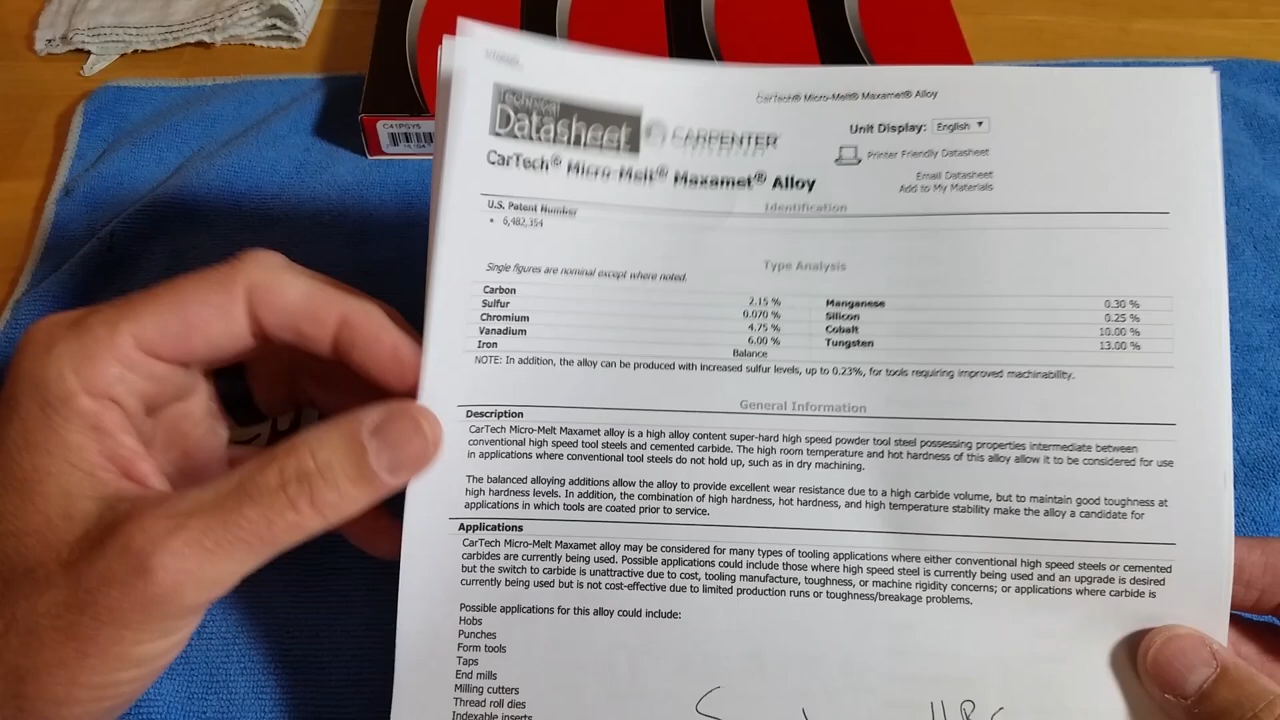 CarTech® Micro-Melt® Maxamet® Alloy
Technical
Datasheet
CARPENTER
Unit Display: English
Printer Friendly Datasheet
Email Datasheet
Add to My Materials
CarTech® Micro-Melt® Maxamet® Alloy
Identification
U.S. Patent Number
• 6,482,354
Type Analysis
Single figures are nominal except where noted.
Carbon 2.15 % Manganese 0.30 %
Sulfur 0.070 % Silicon 0.25 %
Chromium 4.75 % Cobalt 10.00 %
Vanadium 6.00 % Tungsten 13.00 %
Iron Balance
NOTE: In addition, the alloy can be produced with increased sulfur levels, up to 0.23%, for tools requiring improved machinability.
General Information
Description
CarTech Micro-Melt Maxamet alloy is a high alloy content super-hard high speed powder tool steel possessing properties intermediate between
conventional high speed tool steels and cemented carbide. The high room temperature and hot hardness of this alloy allow it to be considered for use
in applications where conventional tool steels do not hold up, such as in dry machining.
The balanced alloying additions allow the alloy to provide excellent wear resistance due to a high carbide volume, but to maintain good toughness at
high hardness levels. In addition, the combination of high hardness, hot hardness, and high temperature stability make the alloy a candidate for
applications in which tools are coated prior to service.
Applications
CarTech Micro-Melt Maxamet alloy may be considered for many types of tooling applications where either conventional high speed steels or cemented
carbides are currently being used. Possible applications could include those where high speed steel is currently being used and an upgrade is desired
but the switch to carbide is unattractive due to cost, tooling manufacture, toughness, or machine rigidity concerns; or applications where carbide is
currently being used but is not cost-effective due to limited production runs or toughness/breakage problems.
Possible applications for this alloy could include:
Hobs
Punches
Form tools
Taps
End mills
Milling cutters
Thread roll dies
Indexable inserts
C41PGY5